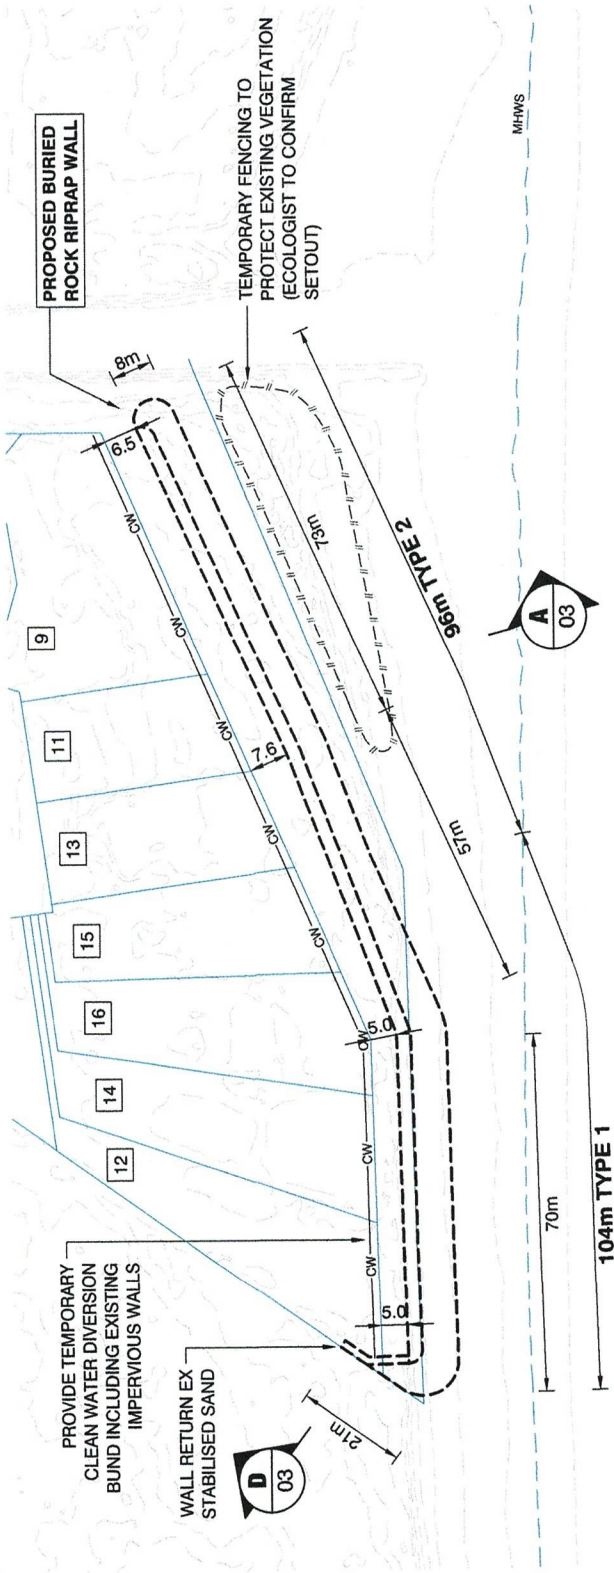 PROPOSED BURIED
ROCK RIPRAP WALL
TEMPORARY FENCING TO
PROTECT EXISTING VEGETATION
(ECOLOGIST TO CONFIRM
SETOUT)
MHWS
8m
6.5
CW
CW
73m
96m TYPE 2
A
03
9
11
13
15
16
14
12
CW
7.6
CW
CW
57m
5.0
CW
CW
CW
5.0
70m
104m TYPE 1
PROVIDE TEMPORARY
CLEAN WATER DIVERSION
BUND INCLUDING EXISTING
IMPERVIOUS WALLS
WALL RETURN EX
STABILISED SAND
21m
D
03